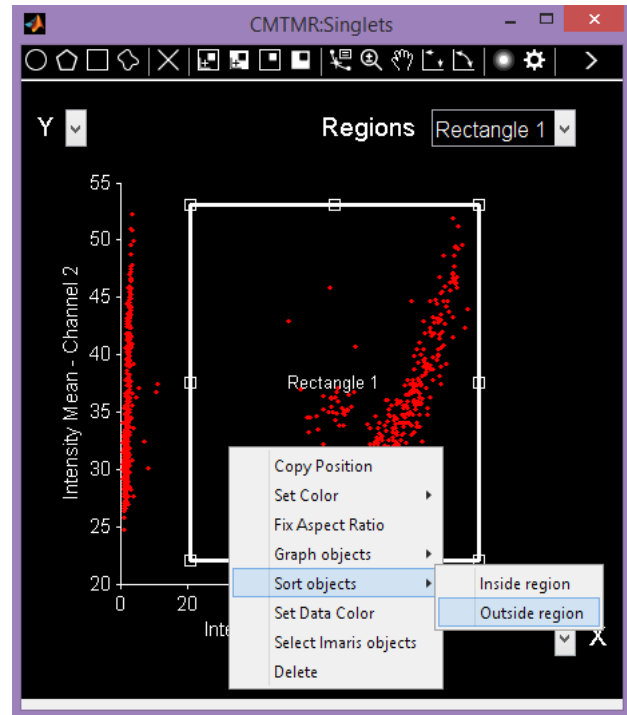 CMTMR:Singlets
Y
Regions
Rectangle 1
55
50
45
40
35
30
25
20
Intensity Mean - Channel 2
Rectangle 1
0
20
X
Copy Position
Set Color
Fix Aspect Ratio
Graph objects
Sort objects
Set Data Color
Select Imaris objects
Delete
Inside region
Outside region